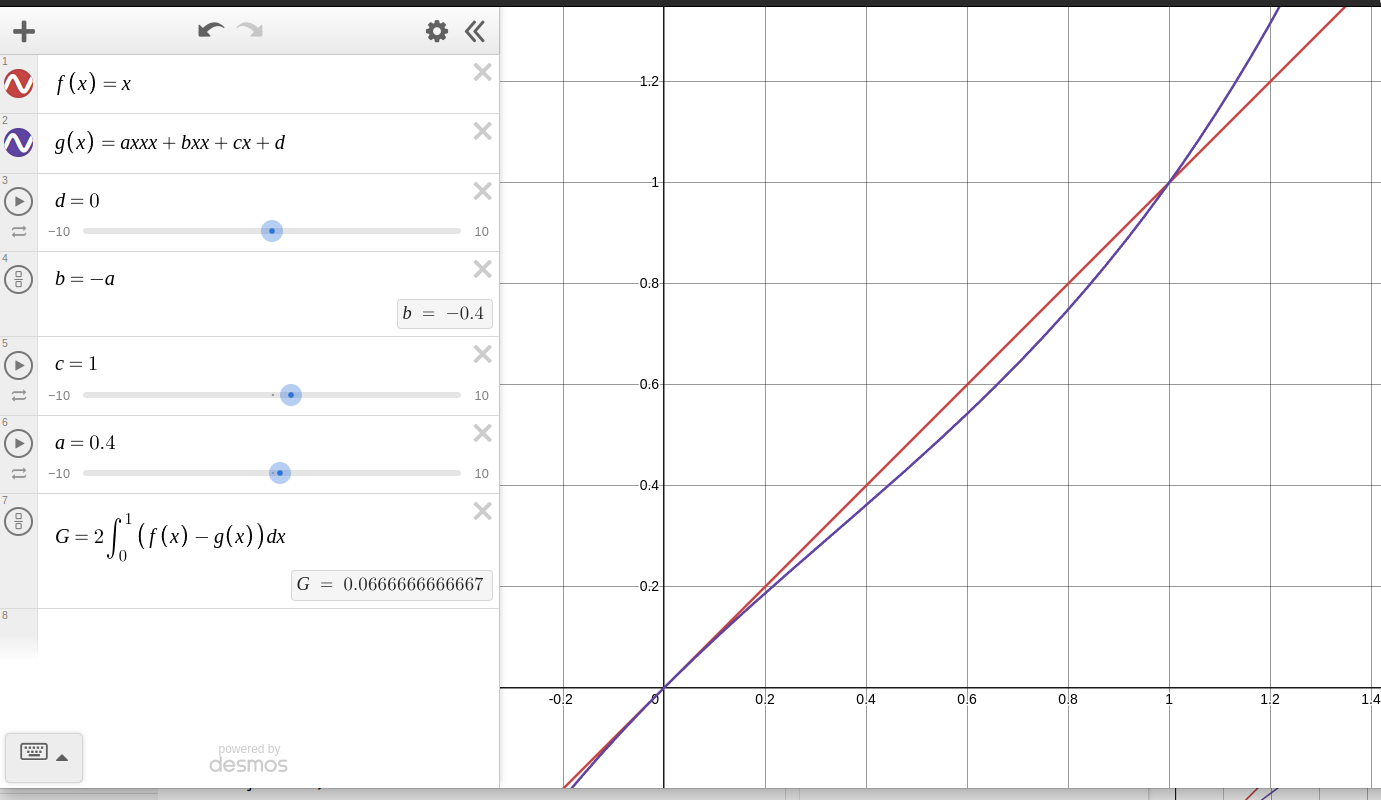 1
f(x) = x
2
g(x) = axxx + bxx + cx + d
3
d = 0
−10 10
4
b = −a
b = −0.4
5
c = 1
−10 10
6
a = 0.4
−10 10
7
G = 2∫₀¹(f(x) − g(x))dx
G = 0.0666666666667
8
powered by
desmos
1.2
1
0.8
0.6
0.4
0.2
-0.2 0 0.2 0.4 0.6 0.8 1 1.2 1.4